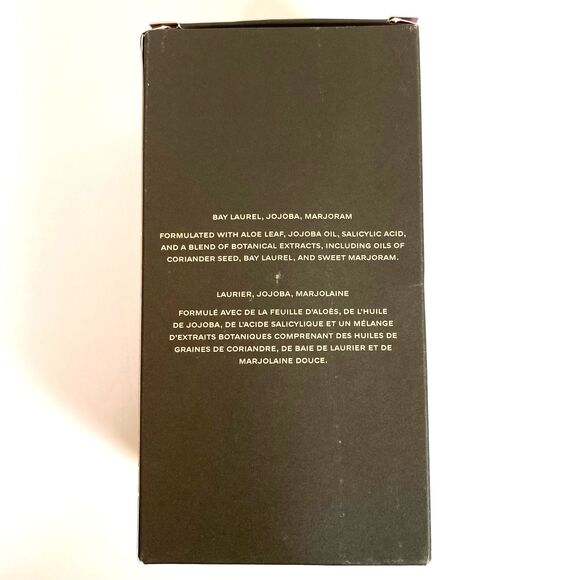 BAY LAUREL, JOJOBA, MARJORAM
FORMULATED WITH ALOE LEAF, JOJOBA OIL, SALICYLIC ACID,
AND A BLEND OF BOTANICAL EXTRACTS, INCLUDING OILS OF
CORIANDER SEED, BAY LAUREL, AND SWEET MARJORAM.
LAURIER, JOJOBA, MARJOLAINE
FORMULÉ AVEC DE LA FEUILLE D'ALOÈS, DE L'HUILE
DE JOJOBA, DE L'ACIDE SALICYLIQUE ET UN MÉLANGE
D'EXTRAITS BOTANIQUES COMPRENANT DES HUILES DE
GRAINES DE CORIANDRE, DE BAIE DE LAURIER ET DE
MARJOLAINE DOUCE.